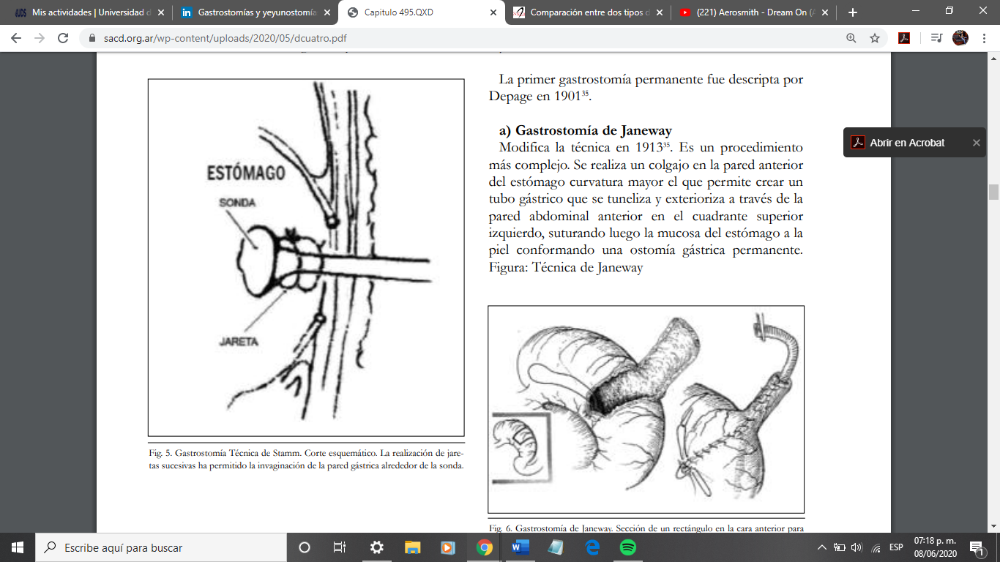 Mis actividades | Universidad d
Gastrostomías y yeyunostomía
Capitulo 495.QXD
Comparación entre dos tipos d
(221) Aerosmith - Dream On (A
sacd.org.ar/wp-content/uploads/2020/05/dcuatro.pdf
Abrir en Acrobat
ESTÓMAGO
SONDA
JARETA
Fig. 5. Gastrostomía Técnica de Stamm. Corte esquemático. La realización de jare-
tas sucesivas ha permitido la invaginación de la pared gástrica alrededor de la sonda.
La primer gastrostomía permanente fue descripta por
Depage en 1901³⁵.
a) Gastrostomía de Janeway
Modifica la técnica en 1913³⁵. Es un procedimiento
más complejo. Se realiza un colgajo en la pared anterior
del estómago curvatura mayor el que permite crear un
tubo gástrico que se tuneliza y exterioriza a través de la
pared abdominal anterior en el cuadrante superior
izquierdo, suturando luego la mucosa del estómago a la
piel conformando una ostomía gástrica permanente.
Figura: Técnica de Janeway
Fig. 6. Gastrostomía de Janeway. Sección de un rectángulo en la cara anterior para
Escribe aquí para buscar
ESP
07:18 p. m.
08/06/2020
1